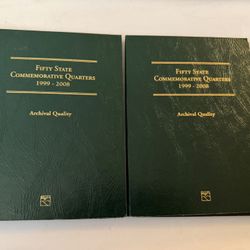 Fifty State
Commemorative Quarters
1999 - 2008
Archival Quality
Fifty State
Commemorative Quarters
1999 - 2008
Archival Quality